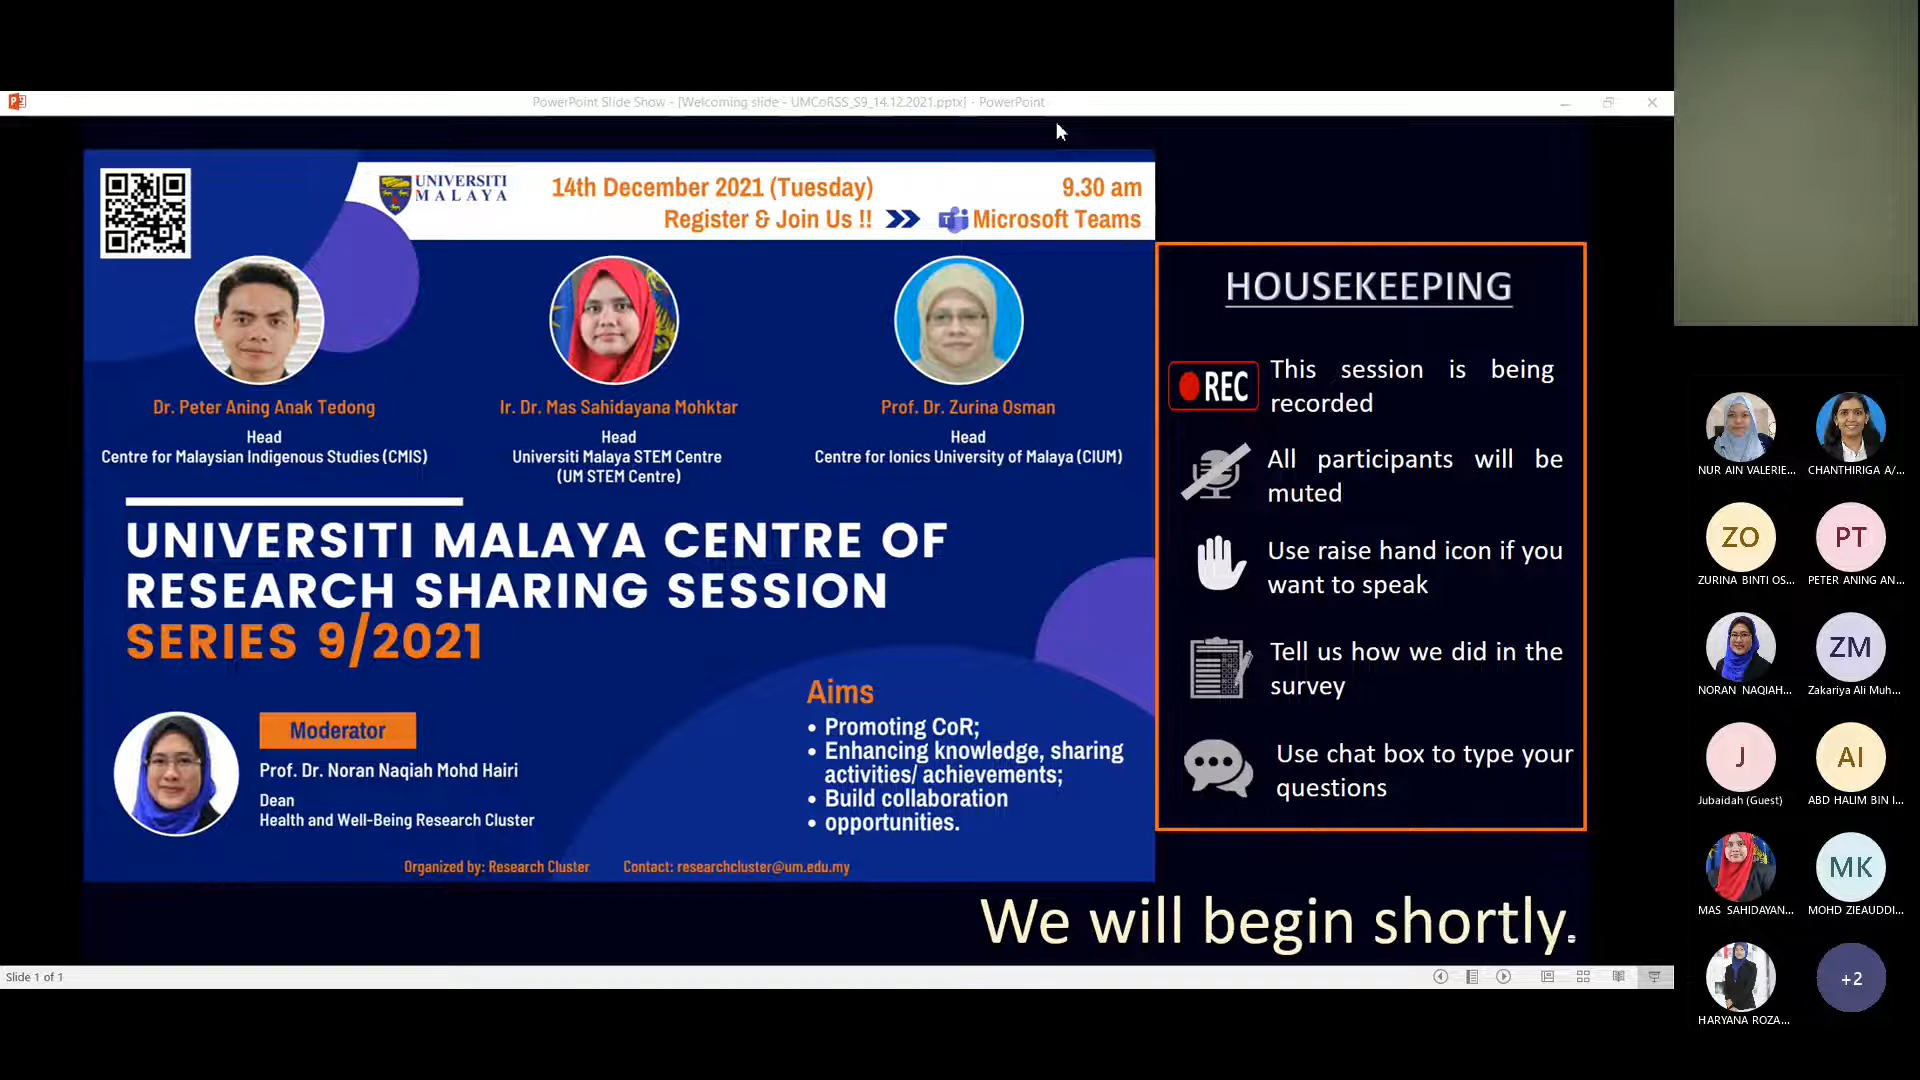 PowerPoint Slide Show - [Welcoming slide - UMCoRSS_S9_14.12.2021.pptx] - PowerPoint
UNIVERSITI
MALAYA
14th December 2021 (Tuesday)
9.30 am
Register & Join Us !!
Microsoft Teams
Dr. Peter Aning Anak Tedong
Head
Centre for Malaysian Indigenous Studies (CMIS)
Ir. Dr. Mas Sahidayana Mohktar
Head
Universiti Malaya STEM Centre
(UM STEM Centre)
Prof. Dr. Zurina Osman
Head
Centre for Ionics University of Malaya (CIUM)
UNIVERSITI MALAYA CENTRE OF
RESEARCH SHARING SESSION
SERIES 9/2021
Moderator
Prof. Dr. Noran Naqiah Mohd Hairi
Dean
Health and Well-Being Research Cluster
Aims
• Promoting CoR;
• Enhancing knowledge, sharing
activities/ achievements;
• Build collaboration
• opportunities.
Organized by: Research Cluster
Contact: researchcluster@um.edu.my
HOUSEKEEPING
REC
This session is being
recorded
All participants will be
muted
Use raise hand icon if you
want to speak
Tell us how we did in the
survey
Use chat box to type your
questions
We will begin shortly.
Slide 1 of 1
NUR AIN VALERIE...
CHANTHIRIGA A/...
ZO
PT
ZURINA BINTI OS...
PETER ANING AN...
ZM
NORAN NAQIAH...
Zakariya Ali Muh...
J
AI
Jubaidah (Guest)
ABD HALIM BIN I...
MK
MAS SAHIDAYAN...
MOHD ZIEAUDDI...
+2
HARYANA ROZA...